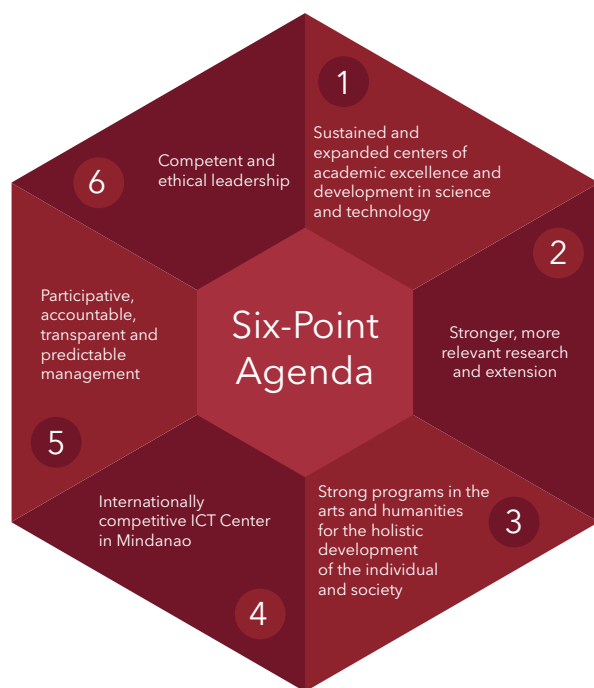 Six-Point
Agenda
1
Sustained and
expanded centers of
academic excellence and
development in science
and technology
2
Stronger, more
relevant research
and extension
3
Strong programs in the
arts and humanities
for the holistic
development
of the individual
and society
4
Internationally
competitive ICT Center
in Mindanao
5
Participative,
accountable,
transparent and
predictable
management
6
Competent and
ethical leadership